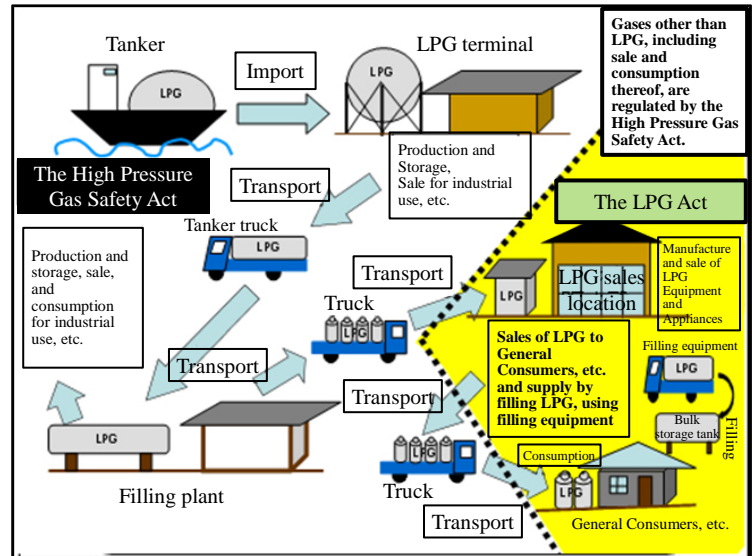 Tanker
LPG
Import
LPG terminal
LPG
Gases other than
LPG, including
sale and
consumption
thereof, are
regulated by the
High Pressure Gas
Safety Act.
The High Pressure
Gas Safety Act
Production and
Storage,
Sale for industrial
use, etc.
Transport
Tanker truck
LPG
Production and
storage, sale,
and
consumption
for industrial
use, etc.
Transport
Truck
LPG
Transport
The LPG Act
LPG
LPG sales
location
Manufacture
and sale of
LPG
Equipment
and
Appliances
Sales of LPG to
General
Consumers, etc.
and supply by
filling LPG, using
filling equipment
Filling equipment
LPG
Bulk
storage tank
Filling
Transport
LPG
Filling plant
LPG
Truck
Transport
Consumption
LPG
General Consumers, etc.